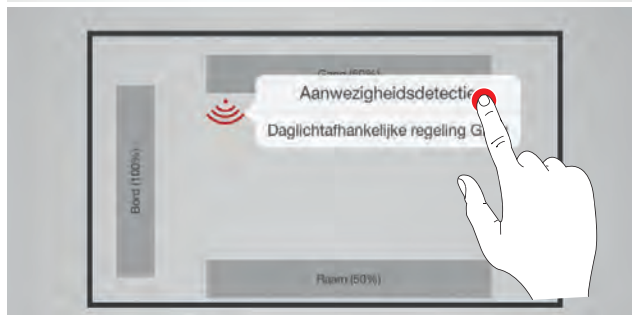 Gang (50%)
Aanwezigheidsdetectie
Daglichtafhankelijke regeling
Bord (100%)
Raam (50%)